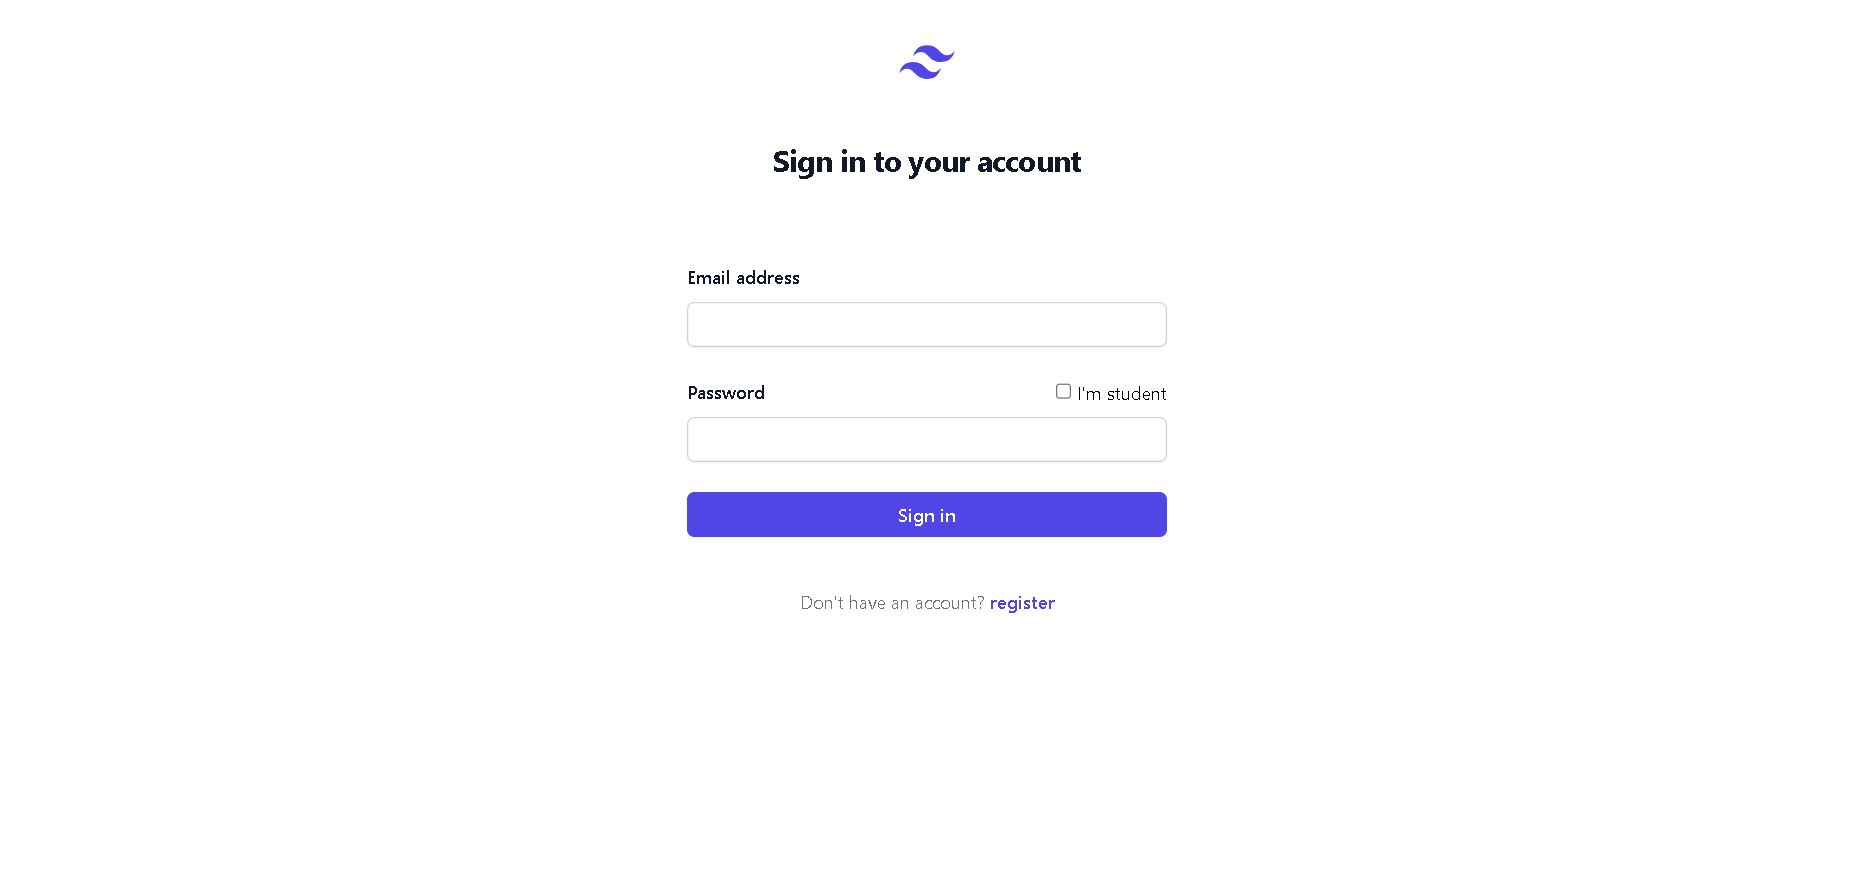 Sign in to your account
Email address
Password
I'm student
Sign in
Don't have an account? register